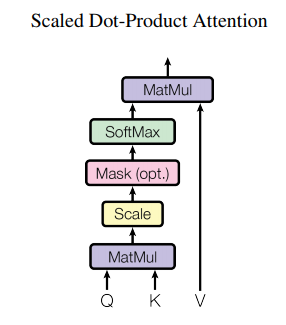 Scaled Dot-Product Attention
MatMul
SoftMax
Mask (opt.)
Scale
MatMul
Q K V